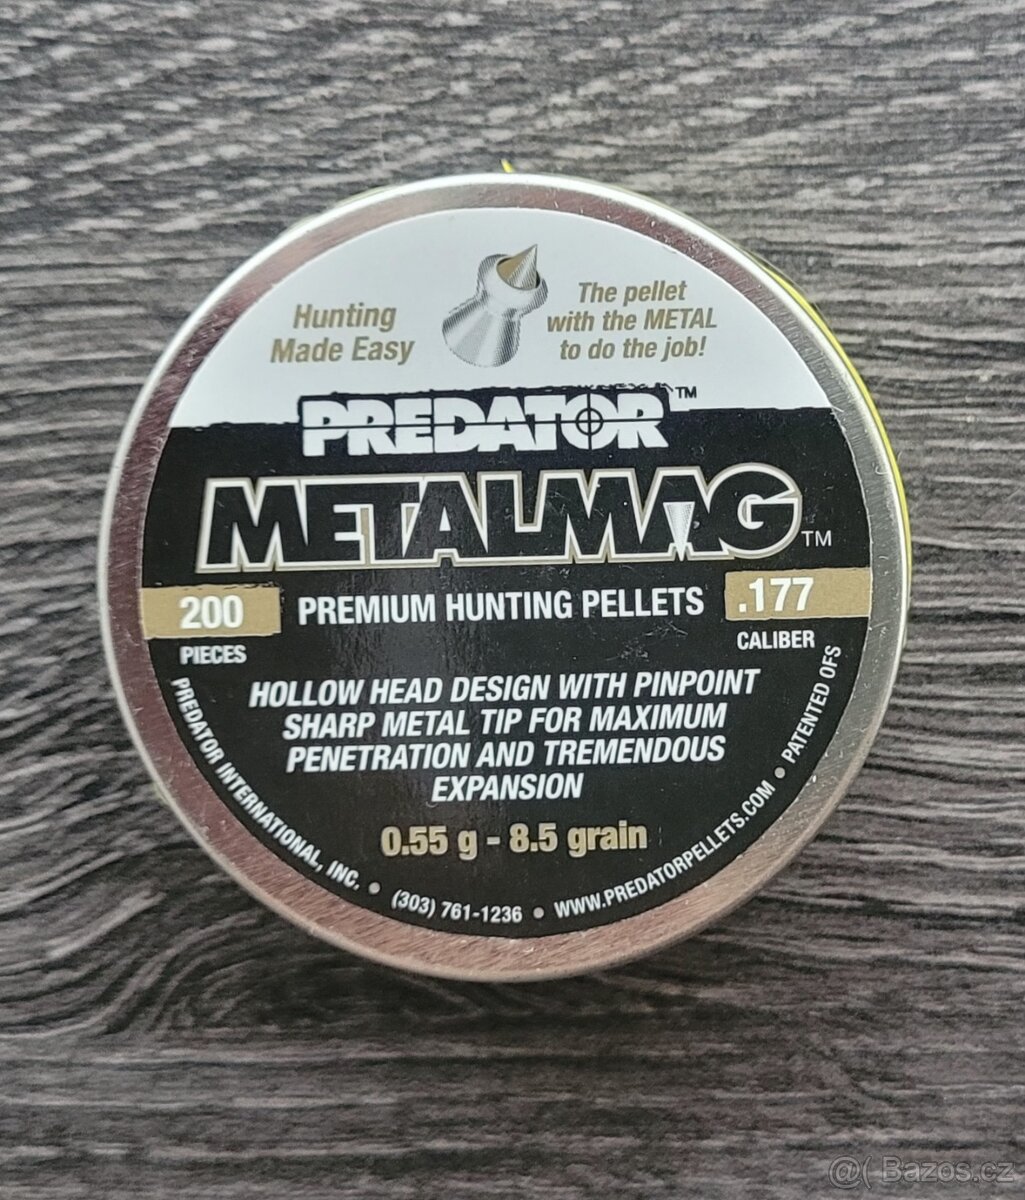 Hunting
Made Easy
The pellet
with the METAL
to do the job!
PREDATOR™
METALMAG™
200
PIECES
PREMIUM HUNTING PELLETS
.177
CALIBER
HOLLOW HEAD DESIGN WITH PINPOINT
SHARP METAL TIP FOR MAXIMUM
PENETRATION AND TREMENDOUS
EXPANSION
0.55 g - 8.5 grain
PREDATOR INTERNATIONAL, INC. • (303) 761-1236 • WWW.PREDATORPELLETS.COM • PATENTED OFS
@( Bazos.cz